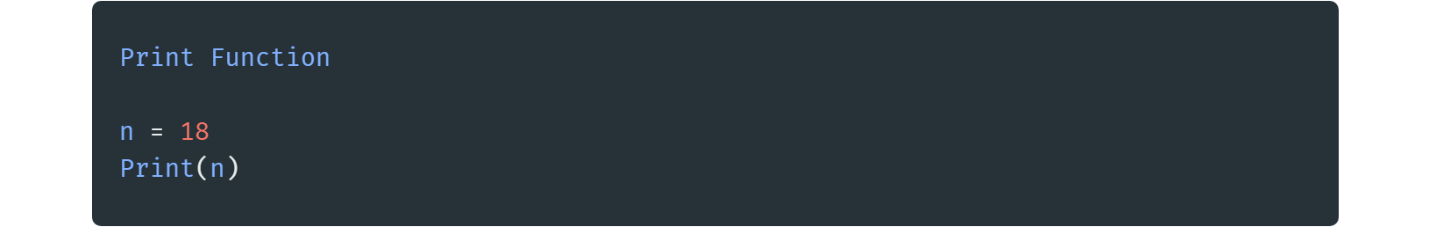 Print Function
n = 18
Print(n)